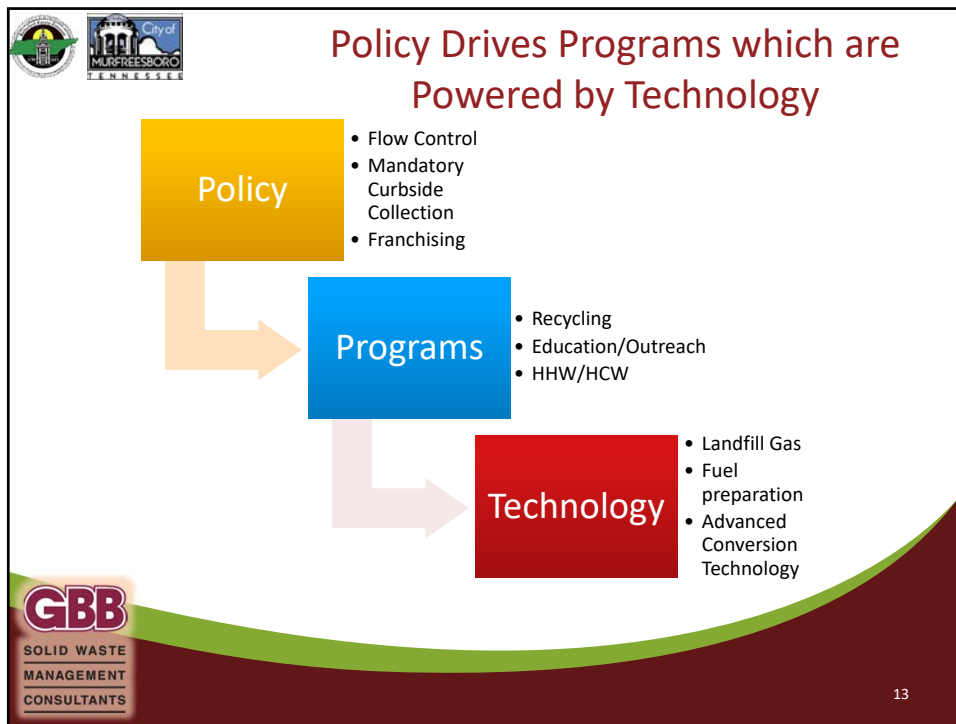 City of
MURFREESBORO
TENNESSEE
Policy Drives Programs which are
Powered by Technology
Policy
• Flow Control
• Mandatory
Curbside
Collection
• Franchising
Programs
• Recycling
• Education/Outreach
• HHW/HCW
Technology
• Landfill Gas
• Fuel
preparation
• Advanced
Conversion
Technology
GBB
SOLID WASTE
MANAGEMENT
CONSULTANTS
13